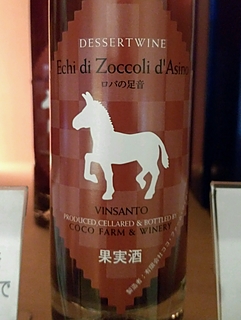 DESSERTWINE
Echi di Zoccoli d'Asino
ロバの足音
VINSANTO
PRODUCED CELLARED & BOTTLED BY
COCO FARM & WINERY
果実酒